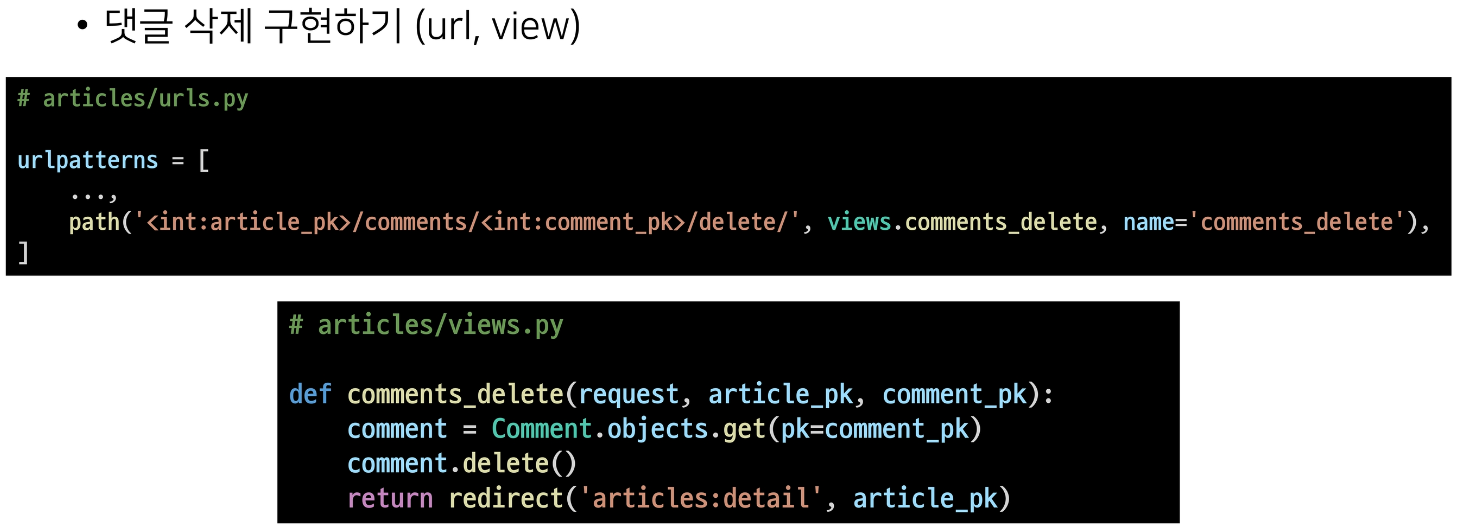 • 댓글 삭제 구현하기 (url, view)
# articles/urls.py
urlpatterns = [
    ...,
    path('<int:article_pk>/comments/<int:comment_pk>/delete/', views.comments_delete, name='comments_delete'),
]
# articles/views.py
def comments_delete(request, article_pk, comment_pk):
    comment = Comment.objects.get(pk=comment_pk)
    comment.delete()
    return redirect('articles:detail', article_pk)